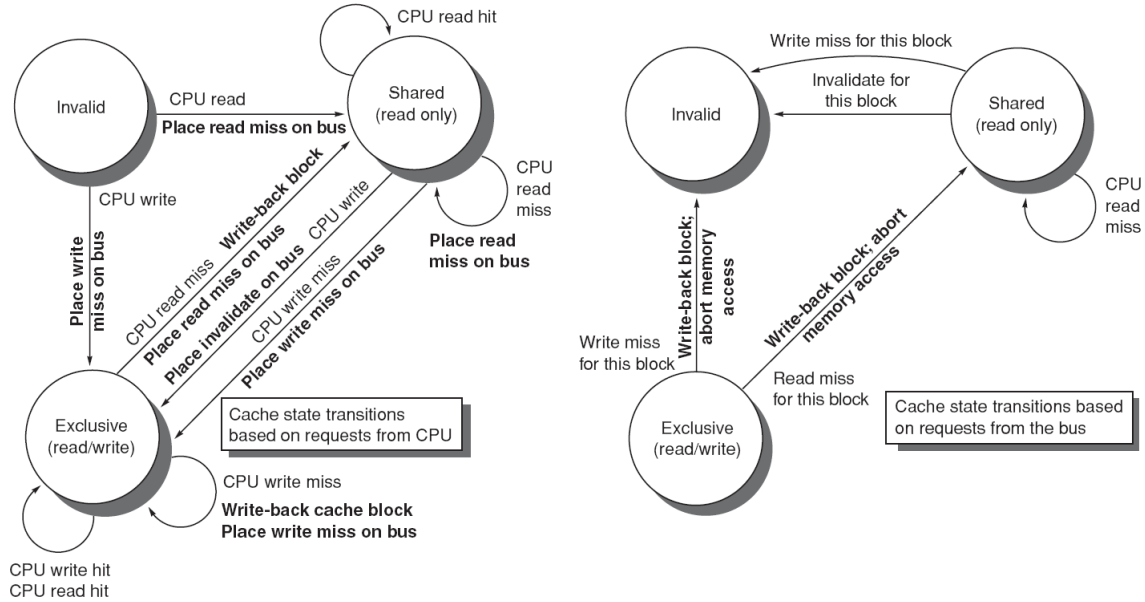 CPU read hit
Invalid
Shared
(read only)
CPU read
Place read miss on bus
CPU write
Place write
miss on bus
CPU read miss
Write-back block
Place read miss on bus
CPU write
Place invalidate on bus
CPU write miss
Place write miss on bus
CPU
read
miss
Place read
miss on bus
Exclusive
(read/write)
Cache state transitions
based on requests from CPU
CPU write miss
Write-back cache block
Place write miss on bus
CPU write hit
CPU read hit
Write miss for this block
Invalidate for
this block
Invalid
Shared
(read only)
CPU
read
miss
Write-back block;
abort memory
access
Write-back block; abort
memory access
Write miss
for this block
Read miss
for this block
Exclusive
(read/write)
Cache state transitions based
on requests from the bus